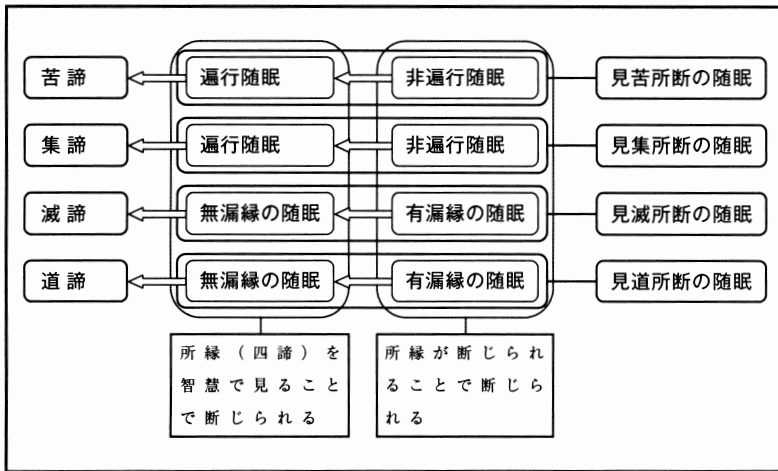 苦諦 遍行随眠 非遍行随眠 見苦所断の随眠
集諦 遍行随眠 非遍行随眠 見集所断の随眠
滅諦 無漏縁の随眠 有漏縁の随眠 見滅所断の随眠
道諦 無漏縁の随眠 有漏縁の随眠 見道所断の随眠
所縁(四諦)を
智慧で見ること
で断じられる
所縁が断じられ
ることで断じら
れる